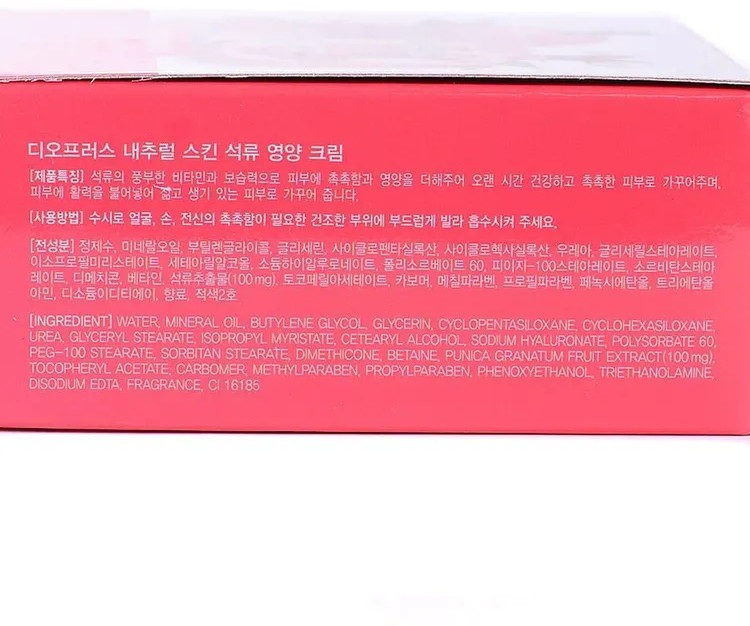 디오프러스 내추럴 스킨 석류 영양 크림
[제품특징] 석류의 풍부한 비타민과 보습력으로 피부에 촉촉함과 영양을 더해주어 오랜 시간 건강하고 촉촉한 피부로 가꾸어주며,
피부에 활력을 불어넣어 젊고 생기 있는 피부로 가꾸어 줍니다.
[사용방법] 수시로 얼굴, 손, 전신의 촉촉함이 필요한 건조한 부위에 부드럽게 발라 흡수시켜 주세요.
[전성분] 정제수, 미네랄오일, 부틸렌글라이콜, 글리세린, 사이클로펜타실록산, 사이클로헥사실록산, 우레아, 글리세릴스테아레이트,
이소프로필미리스테이트, 세테아릴알코올, 소듐하이알루로네이트, 폴리소르베이트 60, 피이지-100스테아레이트, 소르비탄스테아
레이트, 디메치콘, 베타인, 석류추출물(100mg), 토코페릴아세테이트, 카보머, 메칠파라벤, 프로필파라벤, 페녹시에탄올, 트리에탄올
아민, 디소듐이디티에이, 향료, 적색2호
[INGREDIENT] WATER, MINERAL OIL, BUTYLENE GLYCOL, GLYCERIN, CYCLOPENTASILOXANE, CYCLOHEXASILOXANE,
UREA, GLYCERYL STEARATE, ISOPROPYL MYRISTATE, CETEARYL ALCOHOL, SODIUM HYALURONATE, POLYSORBATE 60,
PEG-100 STEARATE, SORBITAN STEARATE, DIMETHICONE, BETAINE, PUNICA GRANATUM FRUIT EXTRACT(100mg),
TOCOPHERYL ACETATE, CARBOMER, METHYLPARABEN, PROPYLPARABEN, PHENOXYETHANOL, TRIETHANOLAMINE,
DISODIUM EDTA, FRAGRANCE, CI 16185